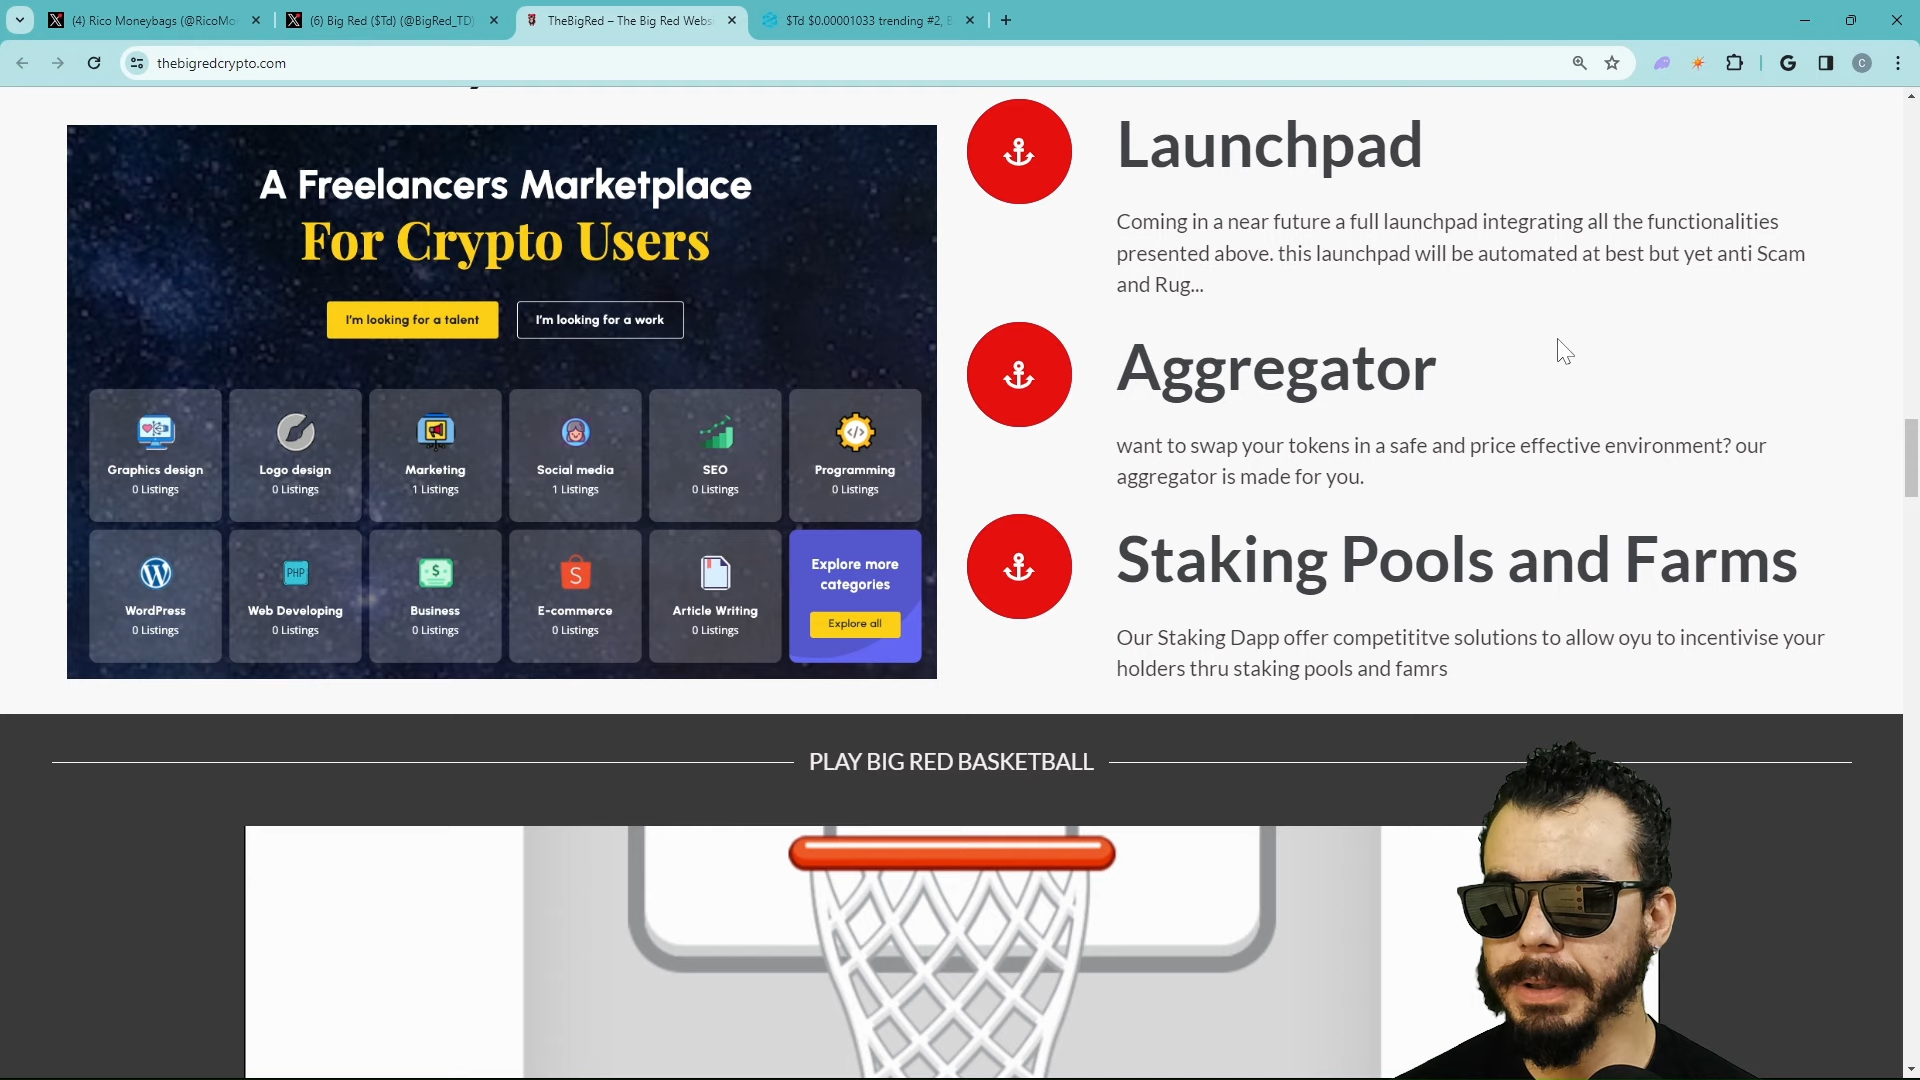 (4) Rico Moneybags (@RicoMo
(6) Big Red ($Td) (@BigRed_TD)
TheBigRed – The Big Red Webs
$Td $0.00001033 trending #2,
thebigredcrypto.com
C
A Freelancers Marketplace
For Crypto Users
I'm looking for a talent
I'm looking for a work
Graphics design
0 Listings
Logo design
0 Listings
Marketing
1 Listings
Social media
1 Listings
SEO
0 Listings
Programming
0 Listings
WordPress
0 Listings
PHP
Web Developing
0 Listings
Business
0 Listings
E-commerce
0 Listings
Article Writing
0 Listings
Explore more
categories
Explore all
Launchpad
Coming in a near future a full launchpad integrating all the functionalities
presented above. this launchpad will be automated at best but yet anti Scam
and Rug...
Aggregator
want to swap your tokens in a safe and price effective environment? our
aggregator is made for you.
Staking Pools and Farms
Our Staking Dapp offer competititve solutions to allow oyu to incentivise your
holders thru staking pools and famrs
PLAY BIG RED BASKETBALL